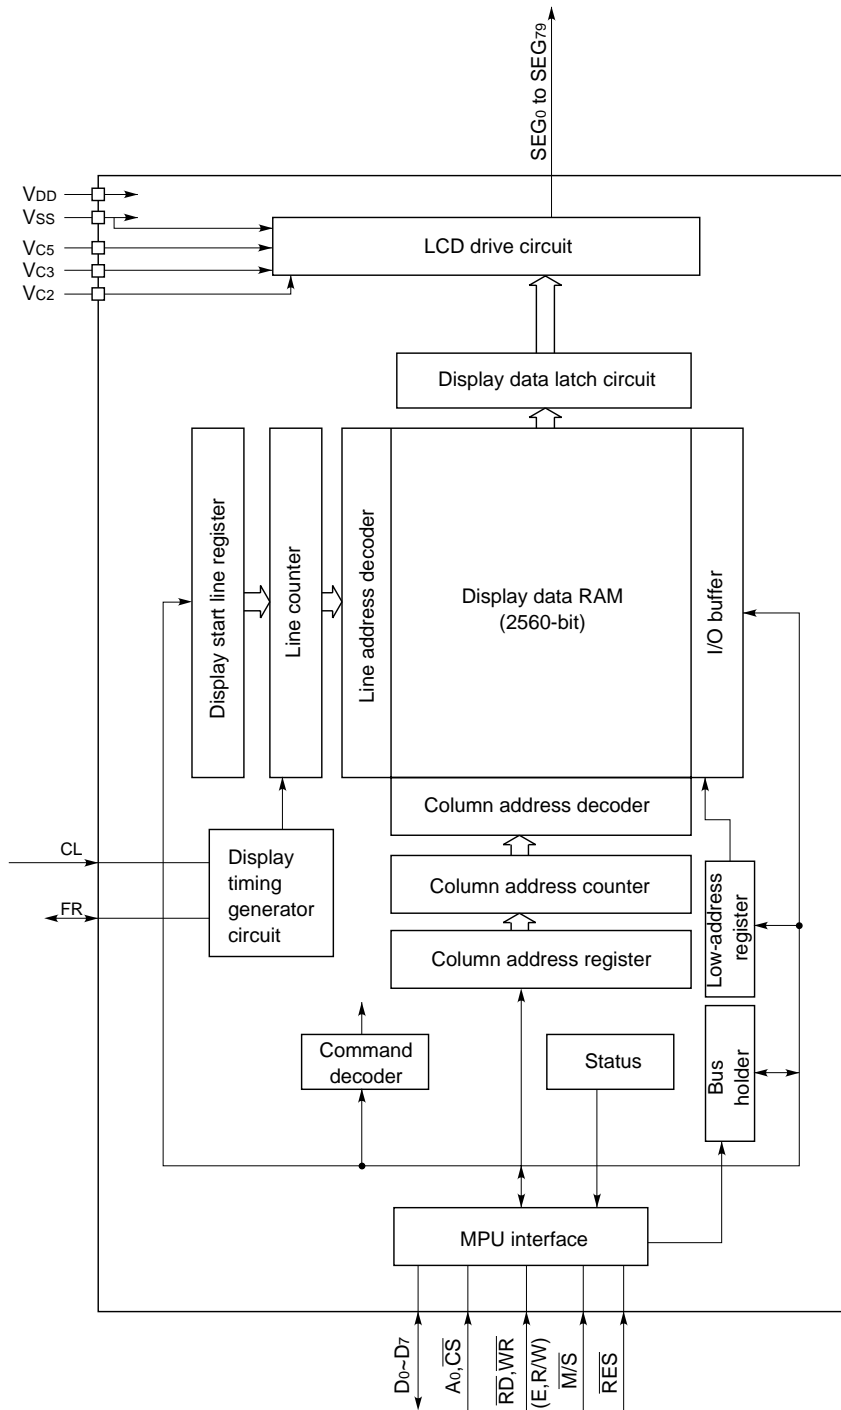 SEG0 to SEG79
VDD
VSS
VC5
VC3
VC2
LCD drive circuit
Display data latch circuit
Display start line register
Line counter
Line address decoder
Display data RAM
(2560-bit)
I/O buffer
Column address decoder
CL
FR
Display
timing
generator
circuit
Column address counter
Column address register
Low-address
register
Command
decoder
Status
Bus
holder
MPU interface
D0~D7
A0,CS
RD,WR
(E,R/W)
M/S
RES